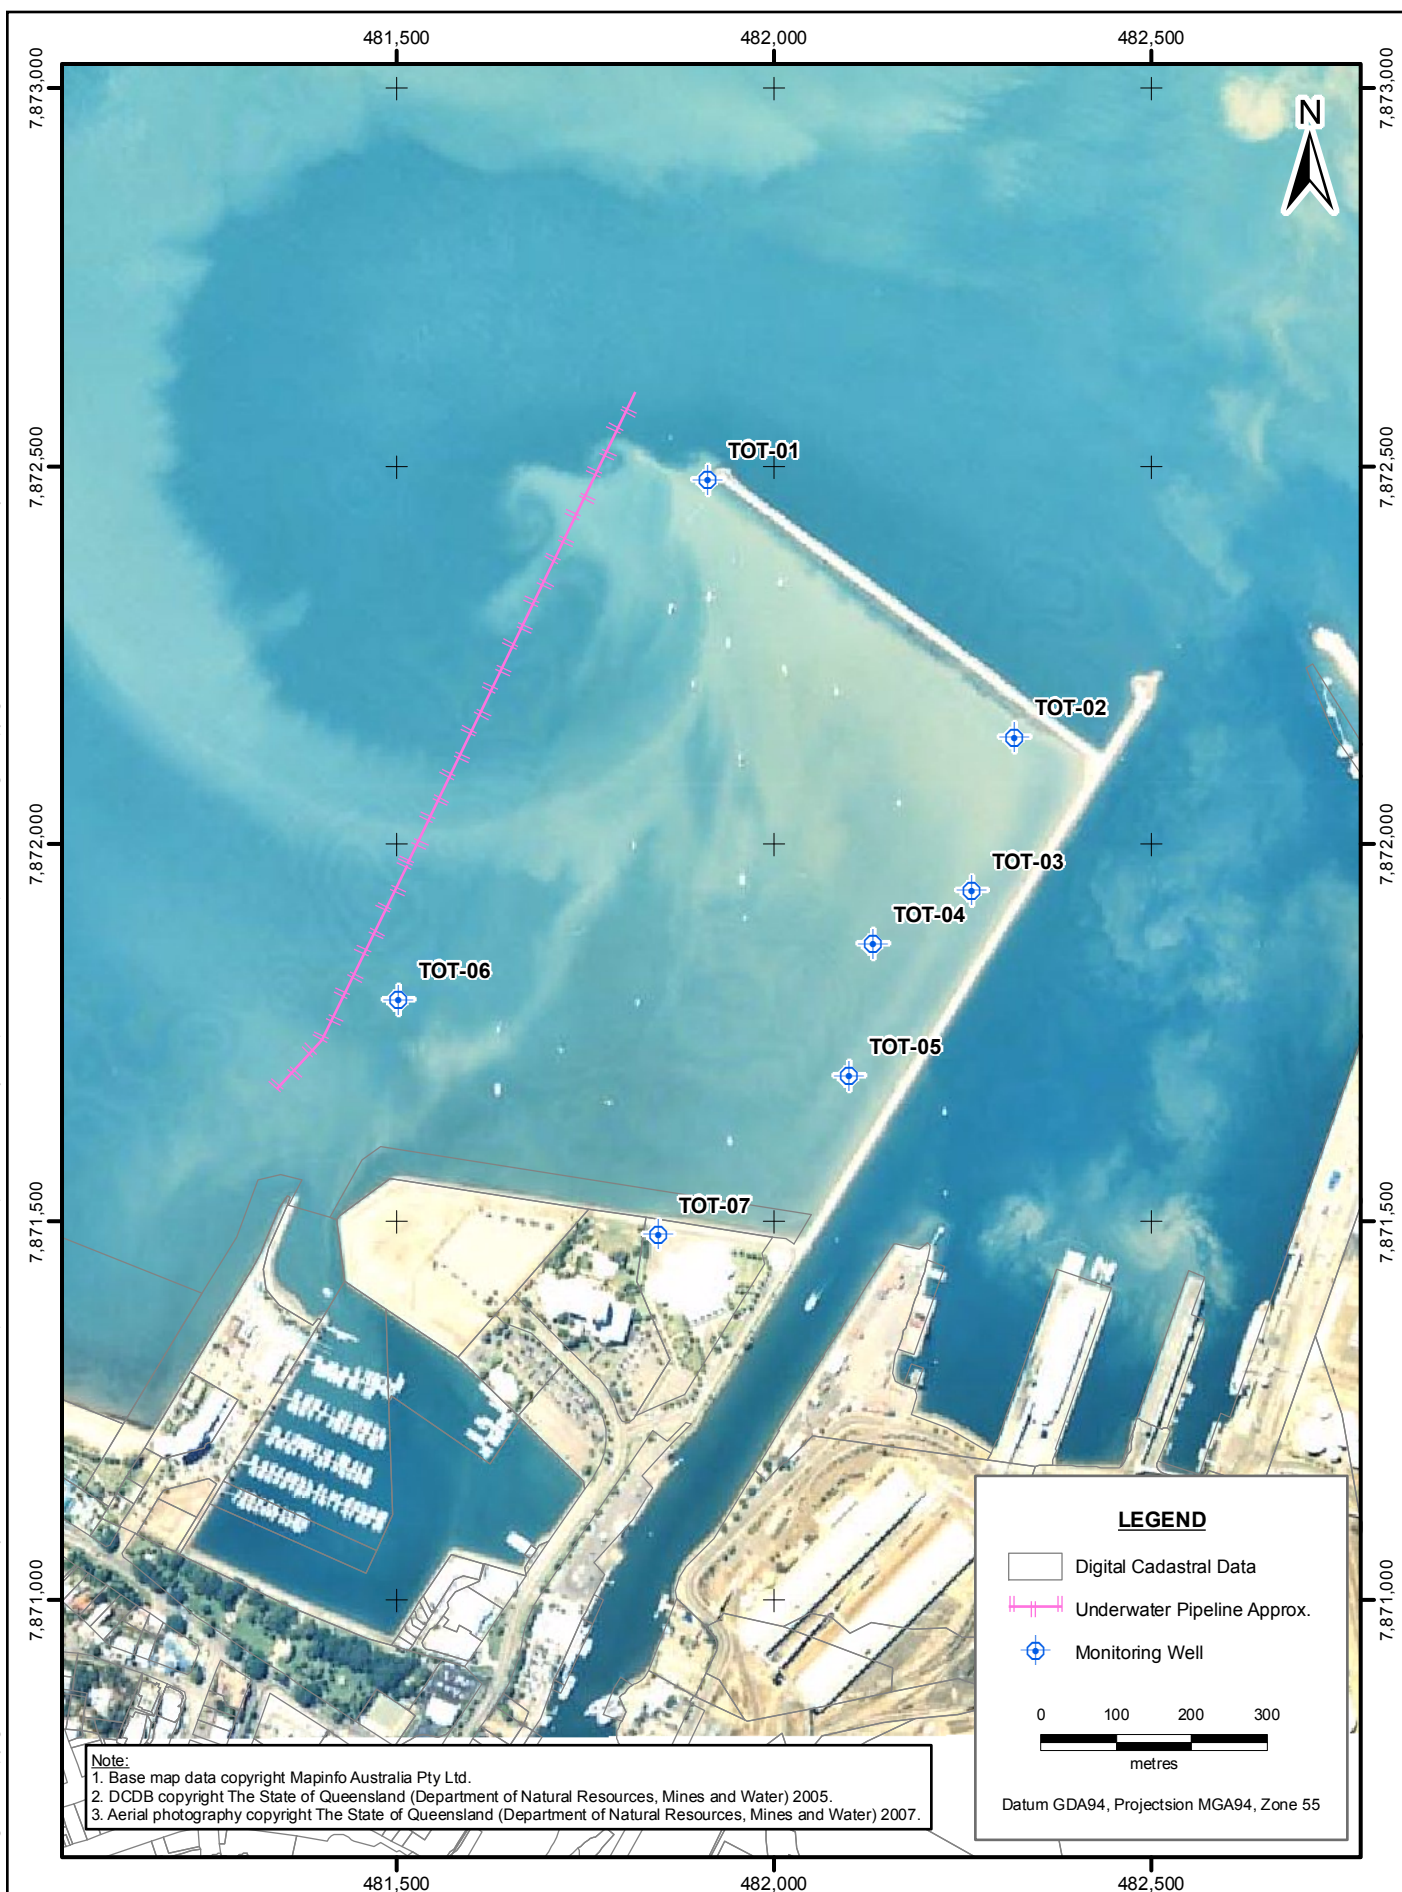 481,500 482,000 482,500
7,873,000 7,873,000
N
7,872,500 7,872,500
TOT-01
TOT-02
7,872,000 7,872,000
TOT-03
TOT-04
TOT-06
TOT-05
7,871,500 7,871,500
TOT-07
7,871,000 7,871,000
LEGEND
Digital Cadastral Data
Underwater Pipeline Approx.
Monitoring Well
0 100 200 300
metres
Datum GDA94, Projectsion MGA94, Zone 55
Note:
1. Base map data copyright Mapinfo Australia Pty Ltd.
2. DCDB copyright The State of Queensland (Department of Natural Resources, Mines and Water) 2005.
3. Aerial photography copyright The State of Queensland (Department of Natural Resources, Mines and Water) 2007.
481,500 482,000 482,500